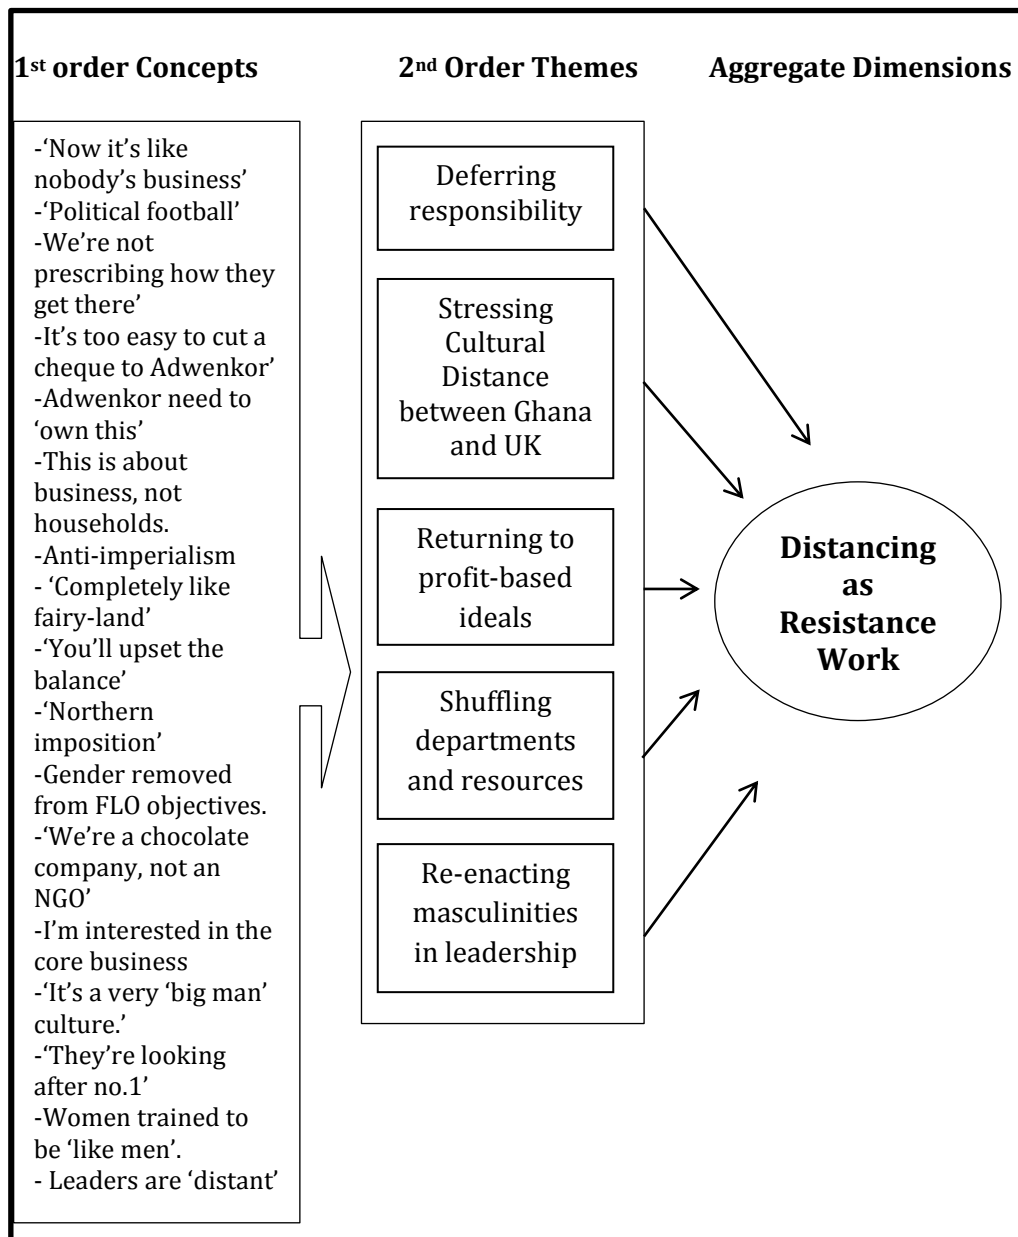 1st order Concepts
2nd Order Themes
Aggregate Dimensions
-‘Now it’s like
nobody’s business’
-‘Political football’
-We’re not
prescribing how they
get there’
-It’s too easy to cut a
cheque to Adwenkor’
-Adwenkor need to
‘own this’
-This is about
business, not
households.
-Anti-imperialism
- ‘Completely like
fairy-land’
-‘You’ll upset the
balance’
-‘Northern
imposition’
-Gender removed
from FLO objectives.
-‘We’re a chocolate
company, not an
NGO’
-I’m interested in the
core business
-‘It’s a very ‘big man’
culture.’
-‘They’re looking
after no.1’
-Women trained to
be ‘like men’.
- Leaders are ‘distant’
Deferring
responsibility
Stressing
Cultural
Distance
between Ghana
and UK
Returning to
profit-based
ideals
Shuffling
departments
and resources
Re-enacting
masculinities
in leadership
Distancing
as
Resistance
Work